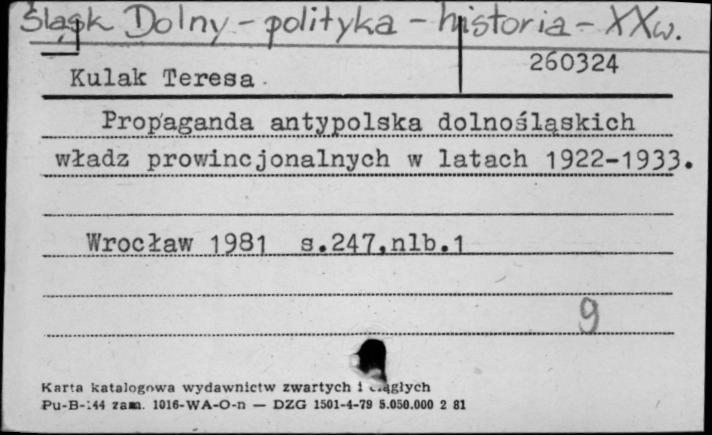 Śląsk Dolny - polityka - historia - XXw.
260324
Kulak Teresa.
Propaganda antypolska dolnośląskich
władz prowincjonalnych w latach 1922-1933.
Wrocław 1981 s.247,nlb.1
9
Karta katalogowa wydawnictw zwartych i ciągłych
Pu-B-144 zam. 1016-WA-O-n — DZG 1501-4-79 5.050.000 2 81